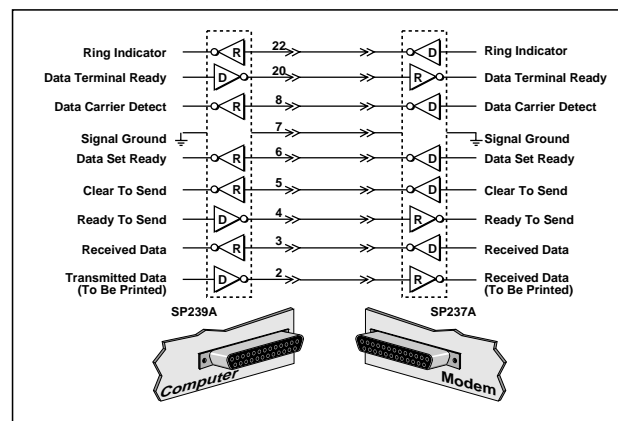 Ring Indicator R 22 D Ring Indicator
Data Terminal Ready D 20 R Data Terminal Ready
Data Carrier Detect R 8 D Data Carrier Detect
Signal Ground 7 Signal Ground
Data Set Ready R 6 D Data Set Ready
Clear To Send R 5 D Clear To Send
Ready To Send D 4 R Ready To Send
Received Data R 3 D Received Data
Transmitted Data D 2 R Received Data
(To Be Printed) (To Be Printed)
SP239A SP237A
Computer Modem